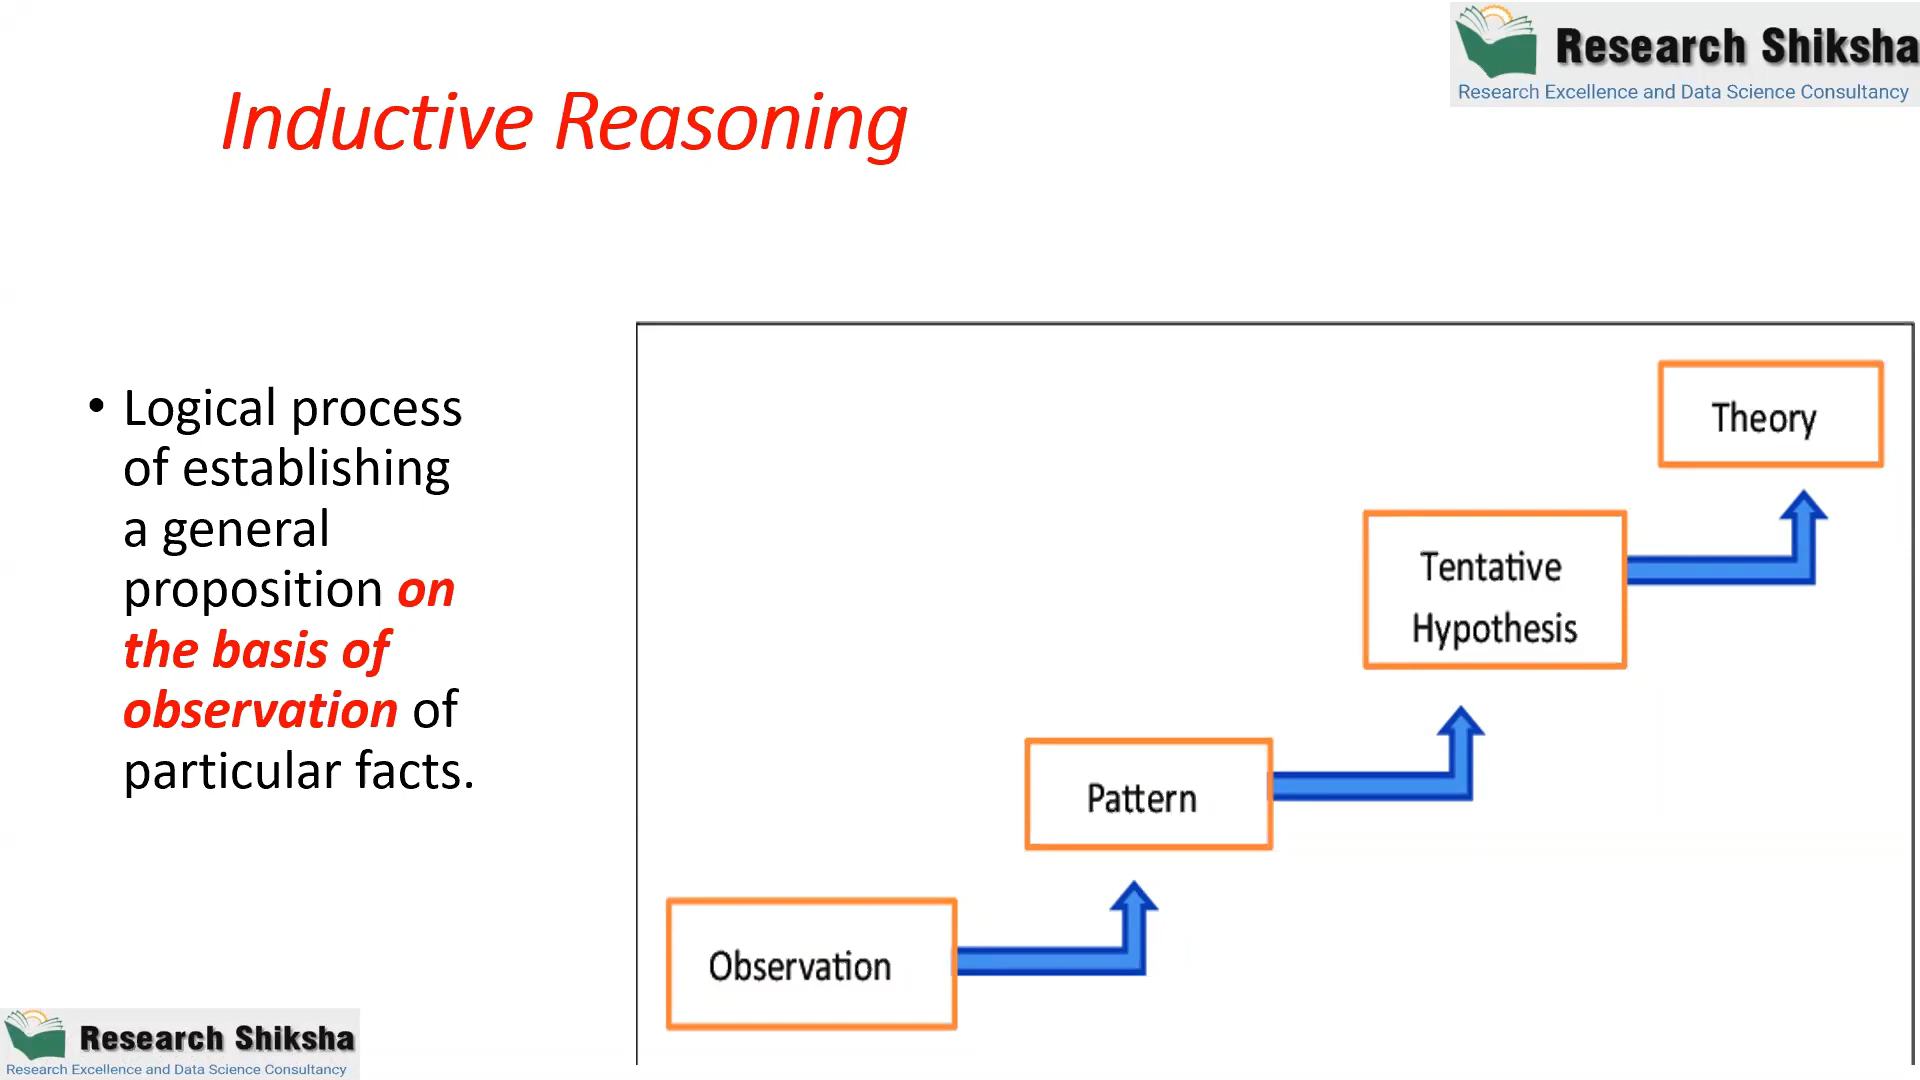 Research Shiksha
Research Excellence and Data Science Consultancy
Inductive Reasoning
• Logical process
of establishing
a general
proposition on
the basis of
observation of
particular facts.
Theory
Tentative
Hypothesis
Pattern
Observation
Research Shiksha
Research Excellence and Data Science Consultancy